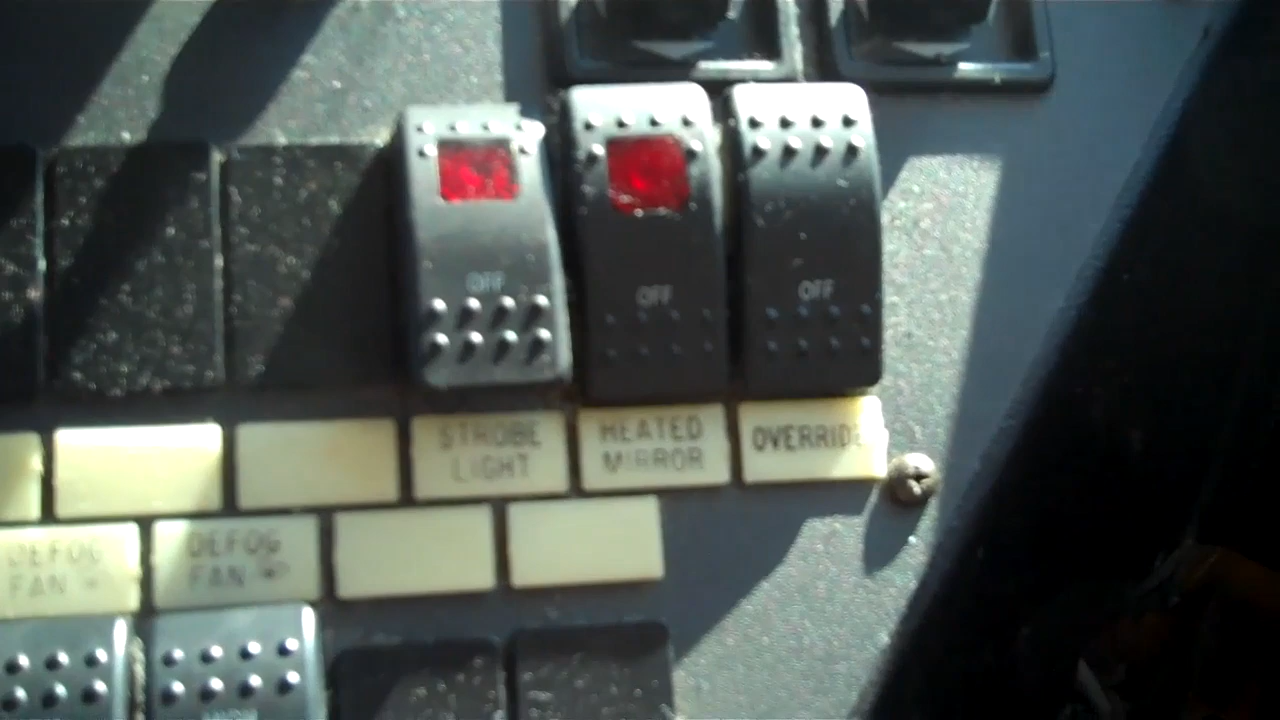 OFF
OFF
OFF
STROBE
LIGHT
HEATED
MIRROR
OVERRIDE
DEFOG
FAN
DEFOG
FAN